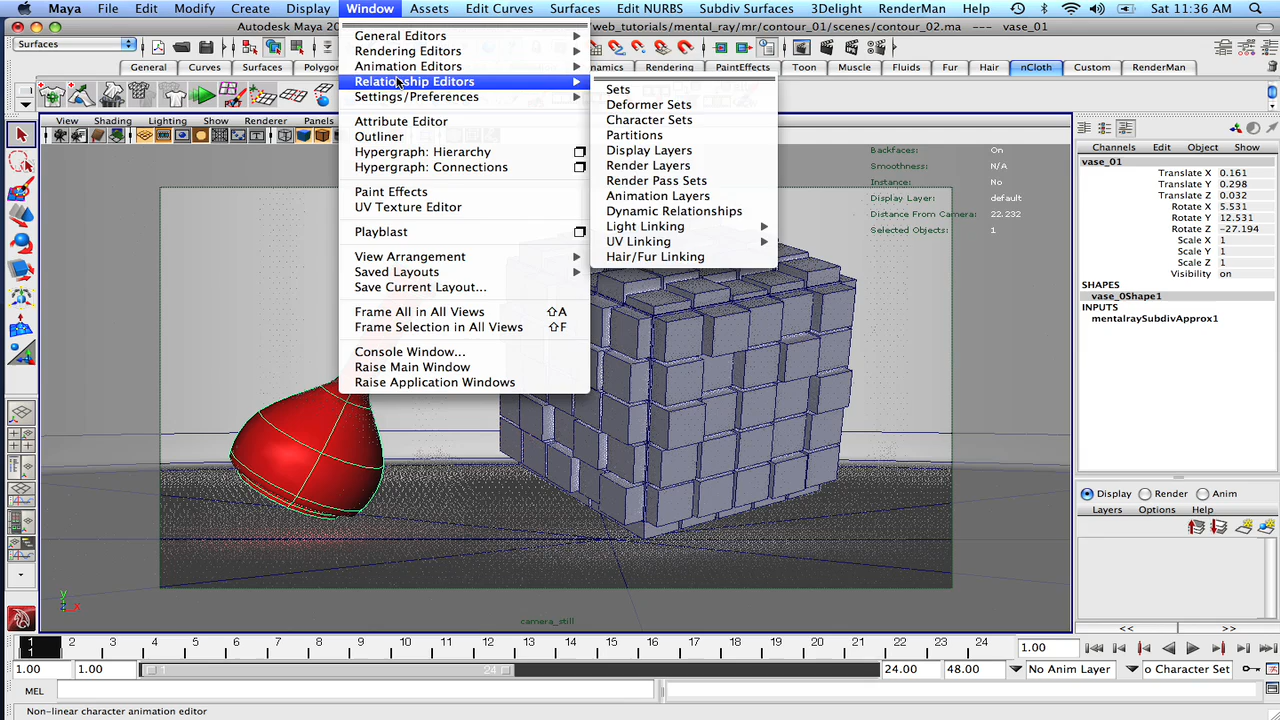 Maya File Edit Modify Create Display Window Assets Edit Curves Surfaces Edit NURBS Subdiv Surfaces 3Delight RenderMan Help Sat 11:36 AM
Autodesk Maya 20
web_tutorials/mental_ray/mr/contour_01/scenes/contour_02.ma --- vase_01
Surfaces
General Curves Surfaces Polygo
namics Rendering PaintEffects Toon Muscle Fluids Fur Hair nCloth Custom RenderMan
View Shading Lighting Show Renderer Panels
General Editors
Rendering Editors
Animation Editors
Relationship Editors
Settings/Preferences
Attribute Editor
Outliner
Hypergraph: Hierarchy
Hypergraph: Connections
Paint Effects
UV Texture Editor
Playblast
View Arrangement
Saved Layouts
Save Current Layout...
Frame All in All Views ⇧A
Frame Selection in All Views ⇧F
Console Window...
Raise Main Window
Raise Application Windows
Sets
Deformer Sets
Character Sets
Partitions
Display Layers
Render Layers
Render Pass Sets
Animation Layers
Dynamic Relationships
Light Linking
UV Linking
Hair/Fur Linking
Backfaces: On
Smoothness: N/A
Instance: No
Display Layer: default
Distance From Camera: 22.232
Selected Objects: 1
Channels Edit Object Show
vase_01
Translate X 0.161
Translate Y 0.298
Translate Z 0.032
Rotate X 5.531
Rotate Y 12.531
Rotate Z -27.194
Scale X 1
Scale Y 1
Scale Z 1
Visibility on
SHAPES
vase_0Shape1
INPUTS
mentalraySubdivApprox1
Display Render Anim
Layers Options Help
<< >>
y
z x
camera_still
1 2 3 4 5 6 7 8 9 10 11 12 13 14 15 16 17 18 19 20 21 22 23 24
1
1.00
1.00 1.00 1 24 24.00 48.00 No Anim Layer o Character Set
MEL
Non-linear character animation editor